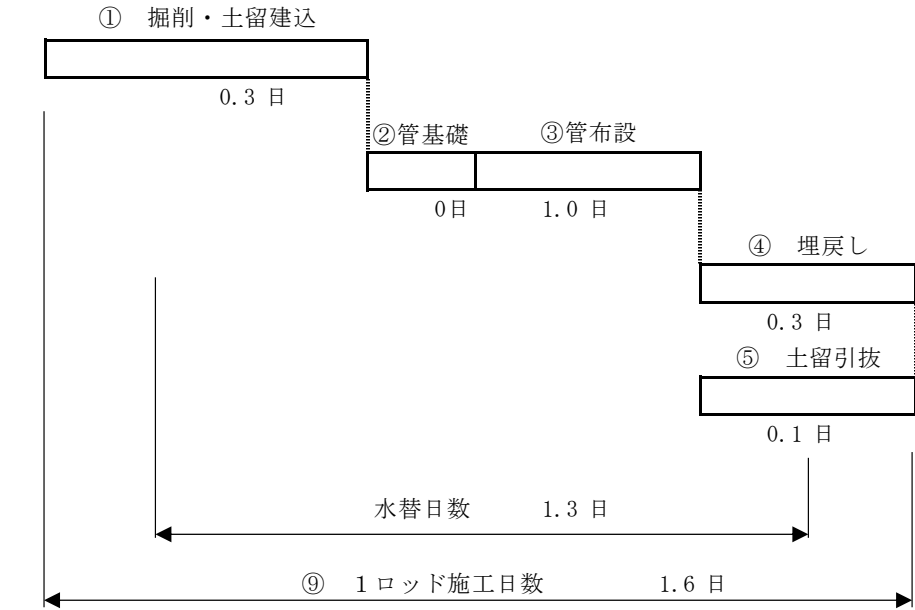 ① 掘削・土留建込
0.3 日
②管基礎 ③管布設
0日 1.0 日
④ 埋戻し
0.3 日
⑤ 土留引抜
0.1 日
水替日数 1.3 日
⑨ 1ロッド施工日数 1.6 日